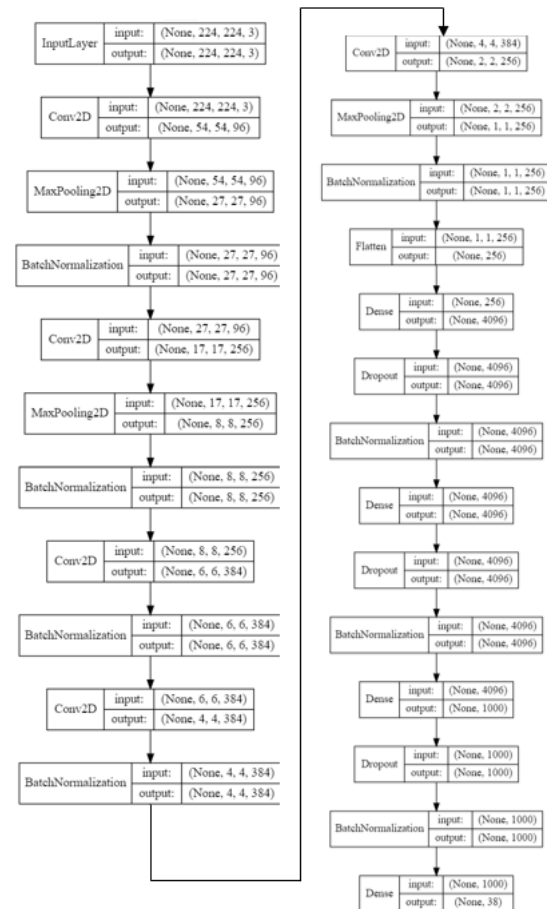 InputLayer input: (None, 224, 224, 3)
output: (None, 224, 224, 3)
Conv2D input: (None, 224, 224, 3)
output: (None, 54, 54, 96)
MaxPooling2D input: (None, 54, 54, 96)
output: (None, 27, 27, 96)
BatchNormalization input: (None, 27, 27, 96)
output: (None, 27, 27, 96)
Conv2D input: (None, 27, 27, 96)
output: (None, 17, 17, 256)
MaxPooling2D input: (None, 17, 17, 256)
output: (None, 8, 8, 256)
BatchNormalization input: (None, 8, 8, 256)
output: (None, 8, 8, 256)
Conv2D input: (None, 8, 8, 256)
output: (None, 6, 6, 384)
BatchNormalization input: (None, 6, 6, 384)
output: (None, 6, 6, 384)
Conv2D input: (None, 6, 6, 384)
output: (None, 4, 4, 384)
BatchNormalization input: (None, 4, 4, 384)
output: (None, 4, 4, 384)
Conv2D input: (None, 4, 4, 384)
output: (None, 2, 2, 256)
MaxPooling2D input: (None, 2, 2, 256)
output: (None, 1, 1, 256)
BatchNormalization input: (None, 1, 1, 256)
output: (None, 1, 1, 256)
Flatten input: (None, 1, 1, 256)
output: (None, 256)
Dense input: (None, 256)
output: (None, 4096)
Dropout input: (None, 4096)
output: (None, 4096)
BatchNormalization input: (None, 4096)
output: (None, 4096)
Dense input: (None, 4096)
output: (None, 4096)
Dropout input: (None, 4096)
output: (None, 4096)
BatchNormalization input: (None, 4096)
output: (None, 4096)
Dense input: (None, 4096)
output: (None, 1000)
Dropout input: (None, 1000)
output: (None, 1000)
BatchNormalization input: (None, 1000)
output: (None, 1000)
Dense input: (None, 1000)
output: (None, 38)